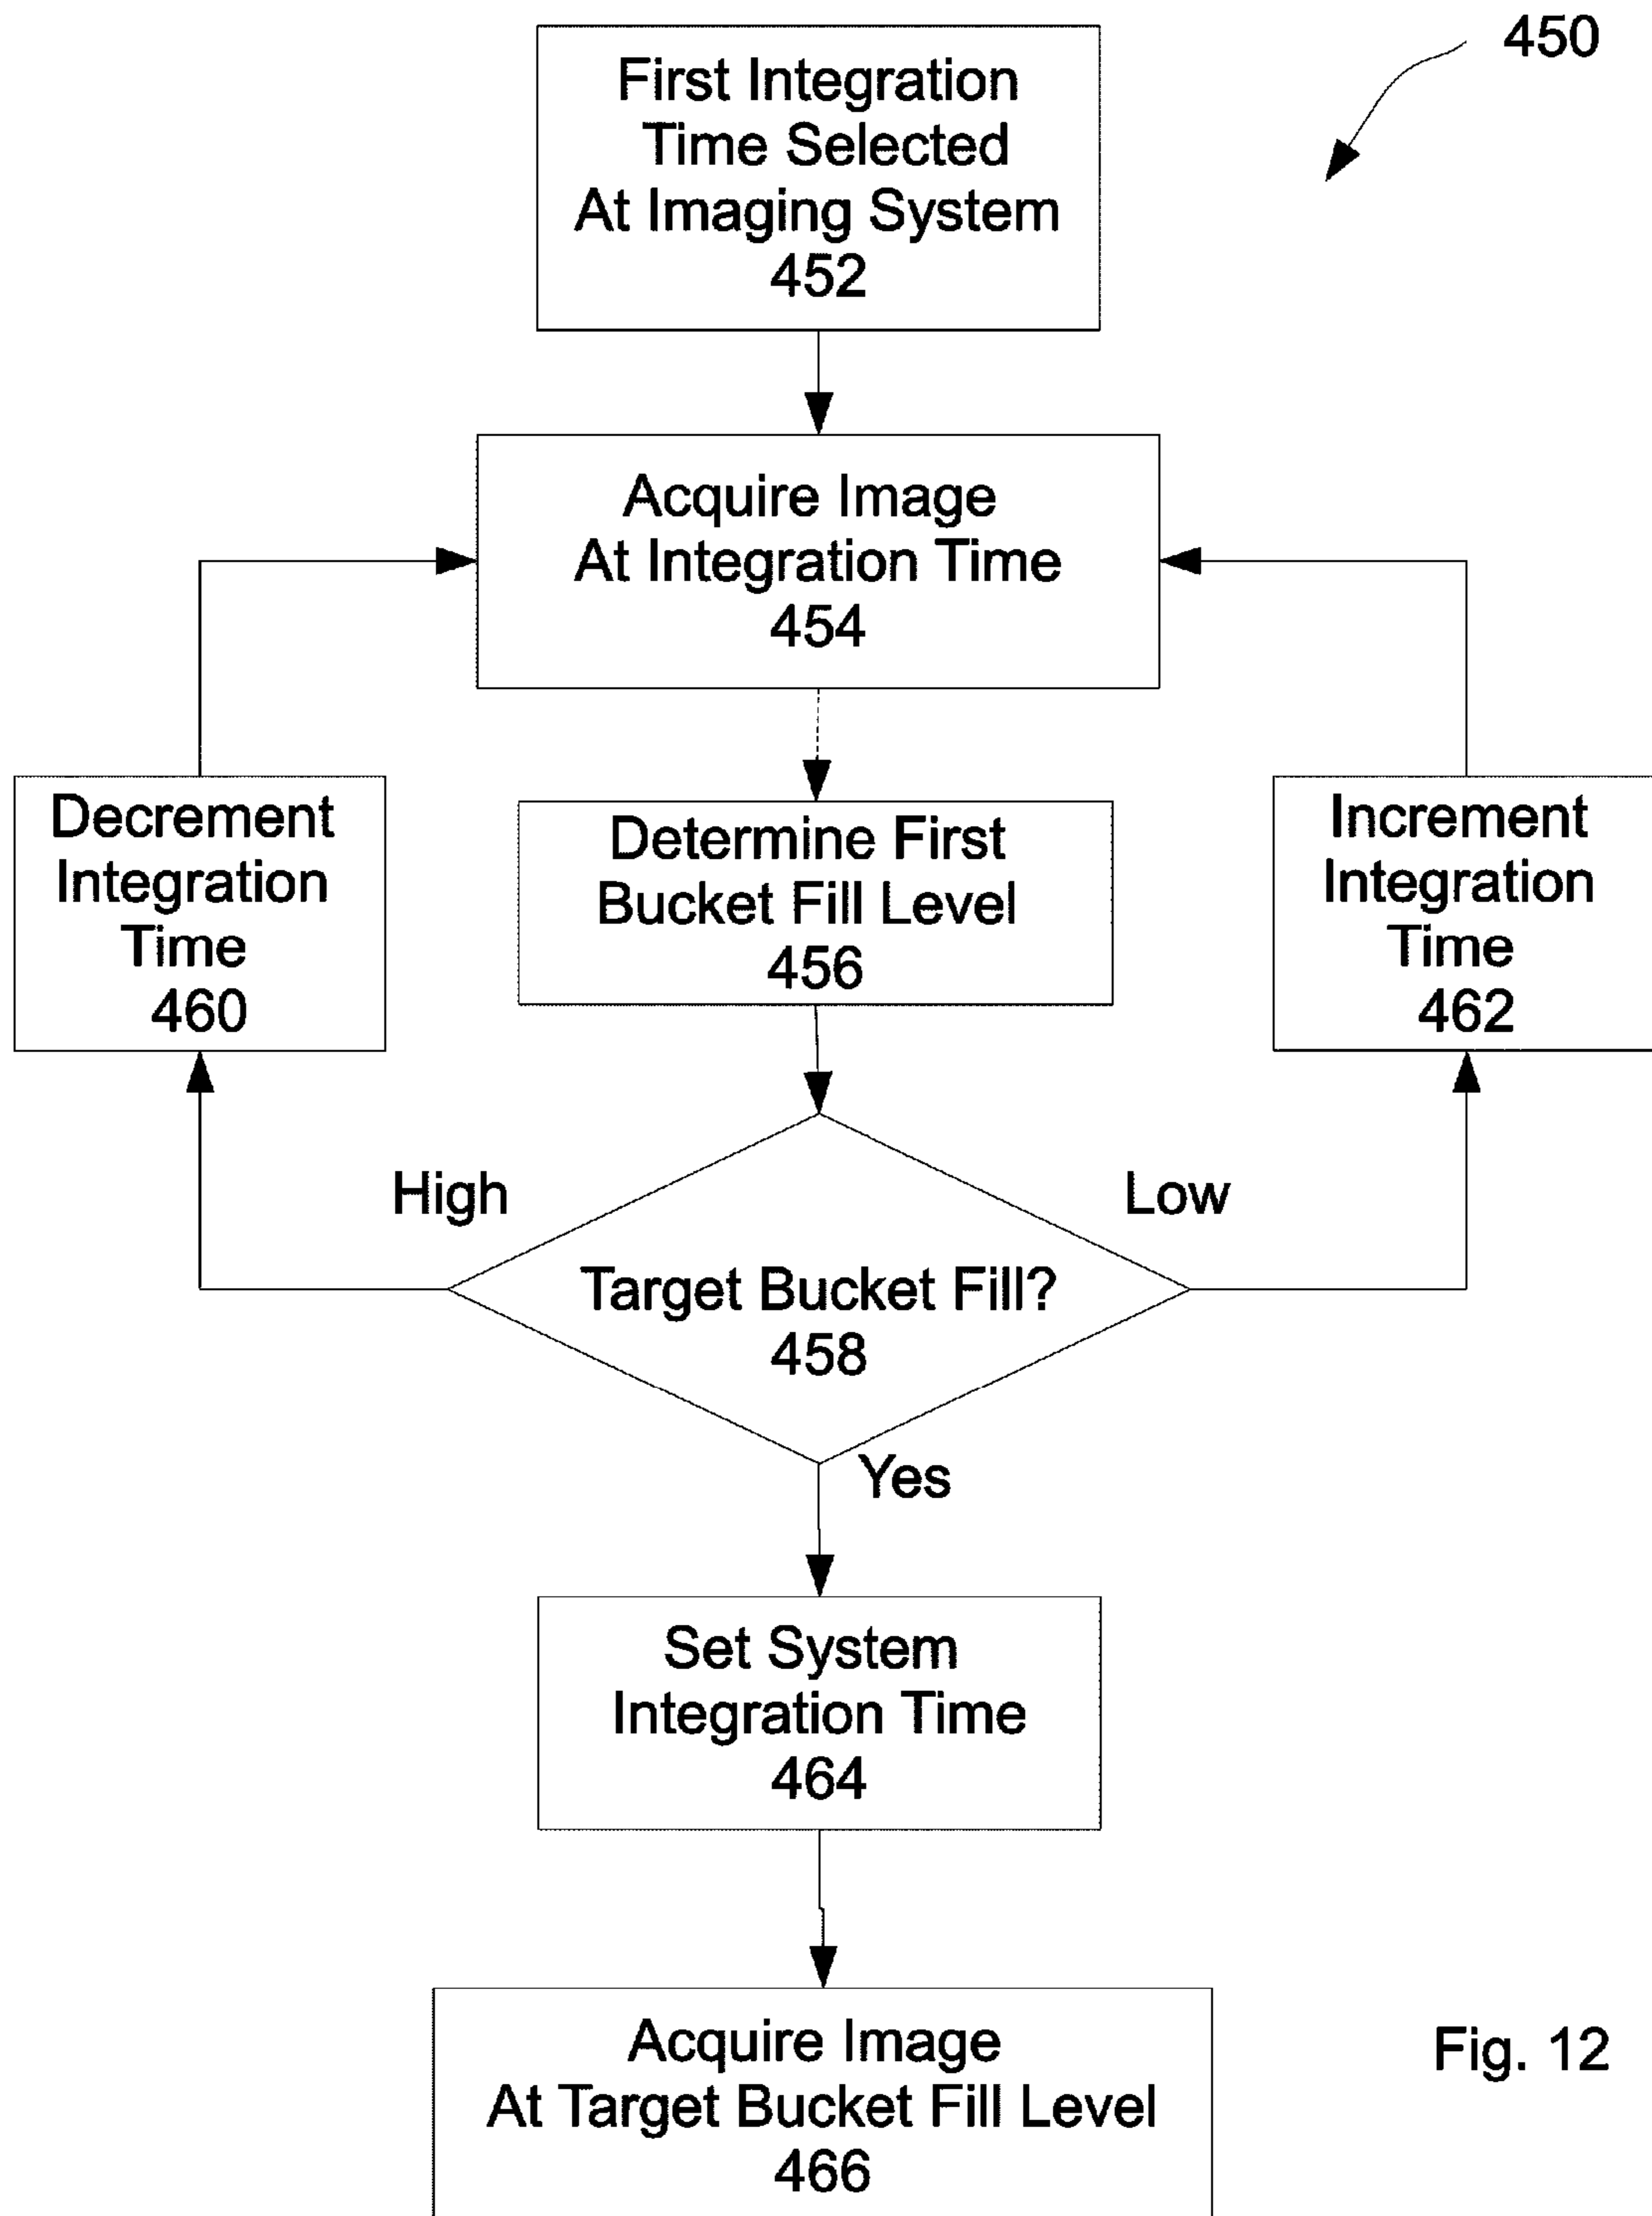 450
First Integration
Time Selected
At Imaging System
452
Acquire Image
At Integration Time
454
Decrement
Integration
Time
460
Determine First
Bucket Fill Level
456
Increment
Integration
Time
462
High
Low
Target Bucket Fill?
458
Yes
Set System
Integration Time
464
Acquire Image
At Target Bucket Fill Level
466
Fig. 12